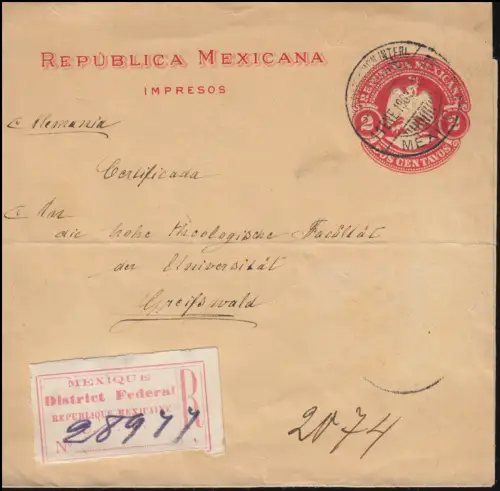 REPÚBLICA MEXICANA
IMPRESOS
REPUBLICA MEXICANA
2 2
DOS CENTAVOS
MEX
Alemania
Certificada
An
die hohe theologische Facultät
der Universität
Greifswald
MEXIQUE
District Federal
REPUBLIQUE MEXICAINE
R
No 28977
2074